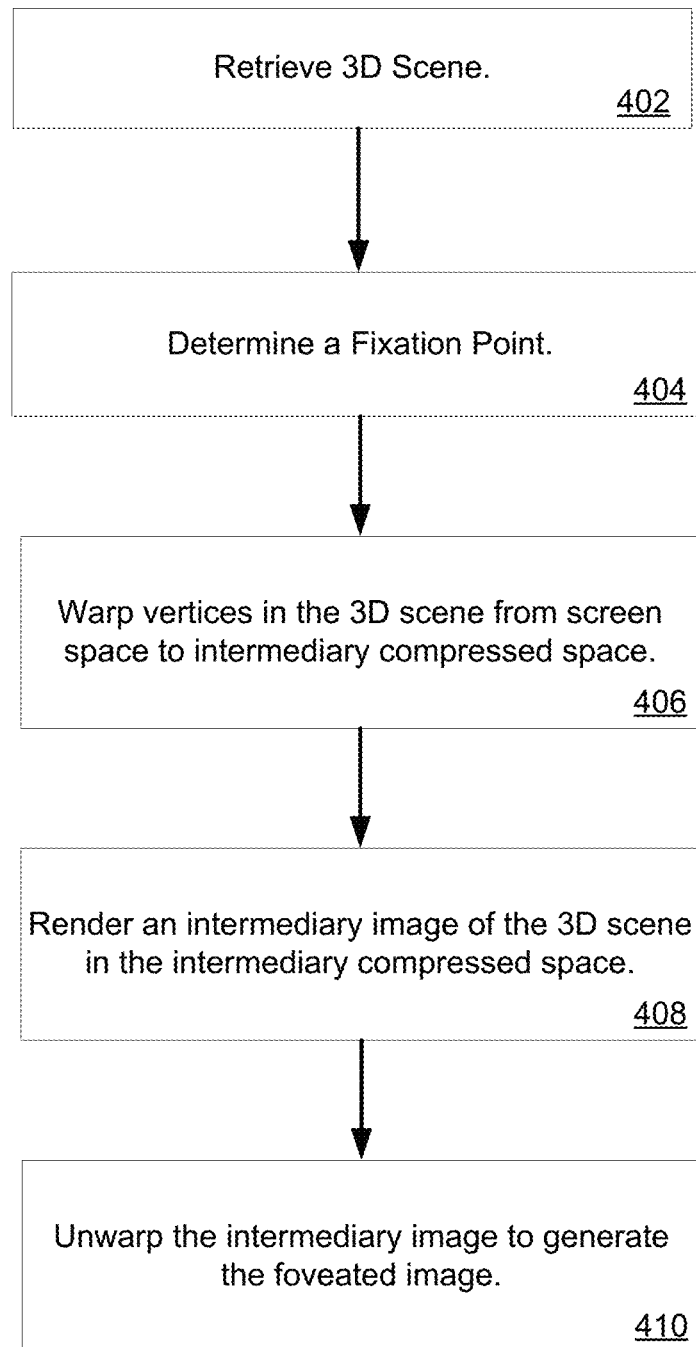 Retrieve 3D Scene.
402
Determine a Fixation Point.
404
Warp vertices in the 3D scene from screen
space to intermediary compressed space.
406
Render an intermediary image of the 3D scene
in the intermediary compressed space.
408
Unwarp the intermediary image to generate
the foveated image.
410